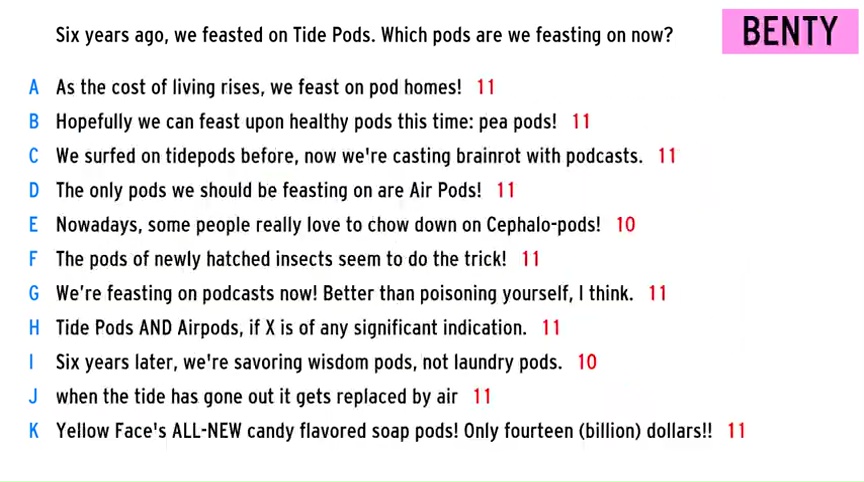 Six years ago, we feasted on Tide Pods. Which pods are we feasting on now?
BENTY
A As the cost of living rises, we feast on pod homes! 11
B Hopefully we can feast upon healthy pods this time: pea pods! 11
C We surfed on tidepods before, now we're casting brainrot with podcasts. 11
D The only pods we should be feasting on are Air Pods! 11
E Nowadays, some people really love to chow down on Cephalo-pods! 10
F The pods of newly hatched insects seem to do the trick! 11
G We're feasting on podcasts now! Better than poisoning yourself, I think. 11
H Tide Pods AND Airpods, if X is of any significant indication. 11
I Six years later, we're savoring wisdom pods, not laundry pods. 10
J when the tide has gone out it gets replaced by air 11
K Yellow Face's ALL-NEW candy flavored soap pods! Only fourteen (billion) dollars!! 11